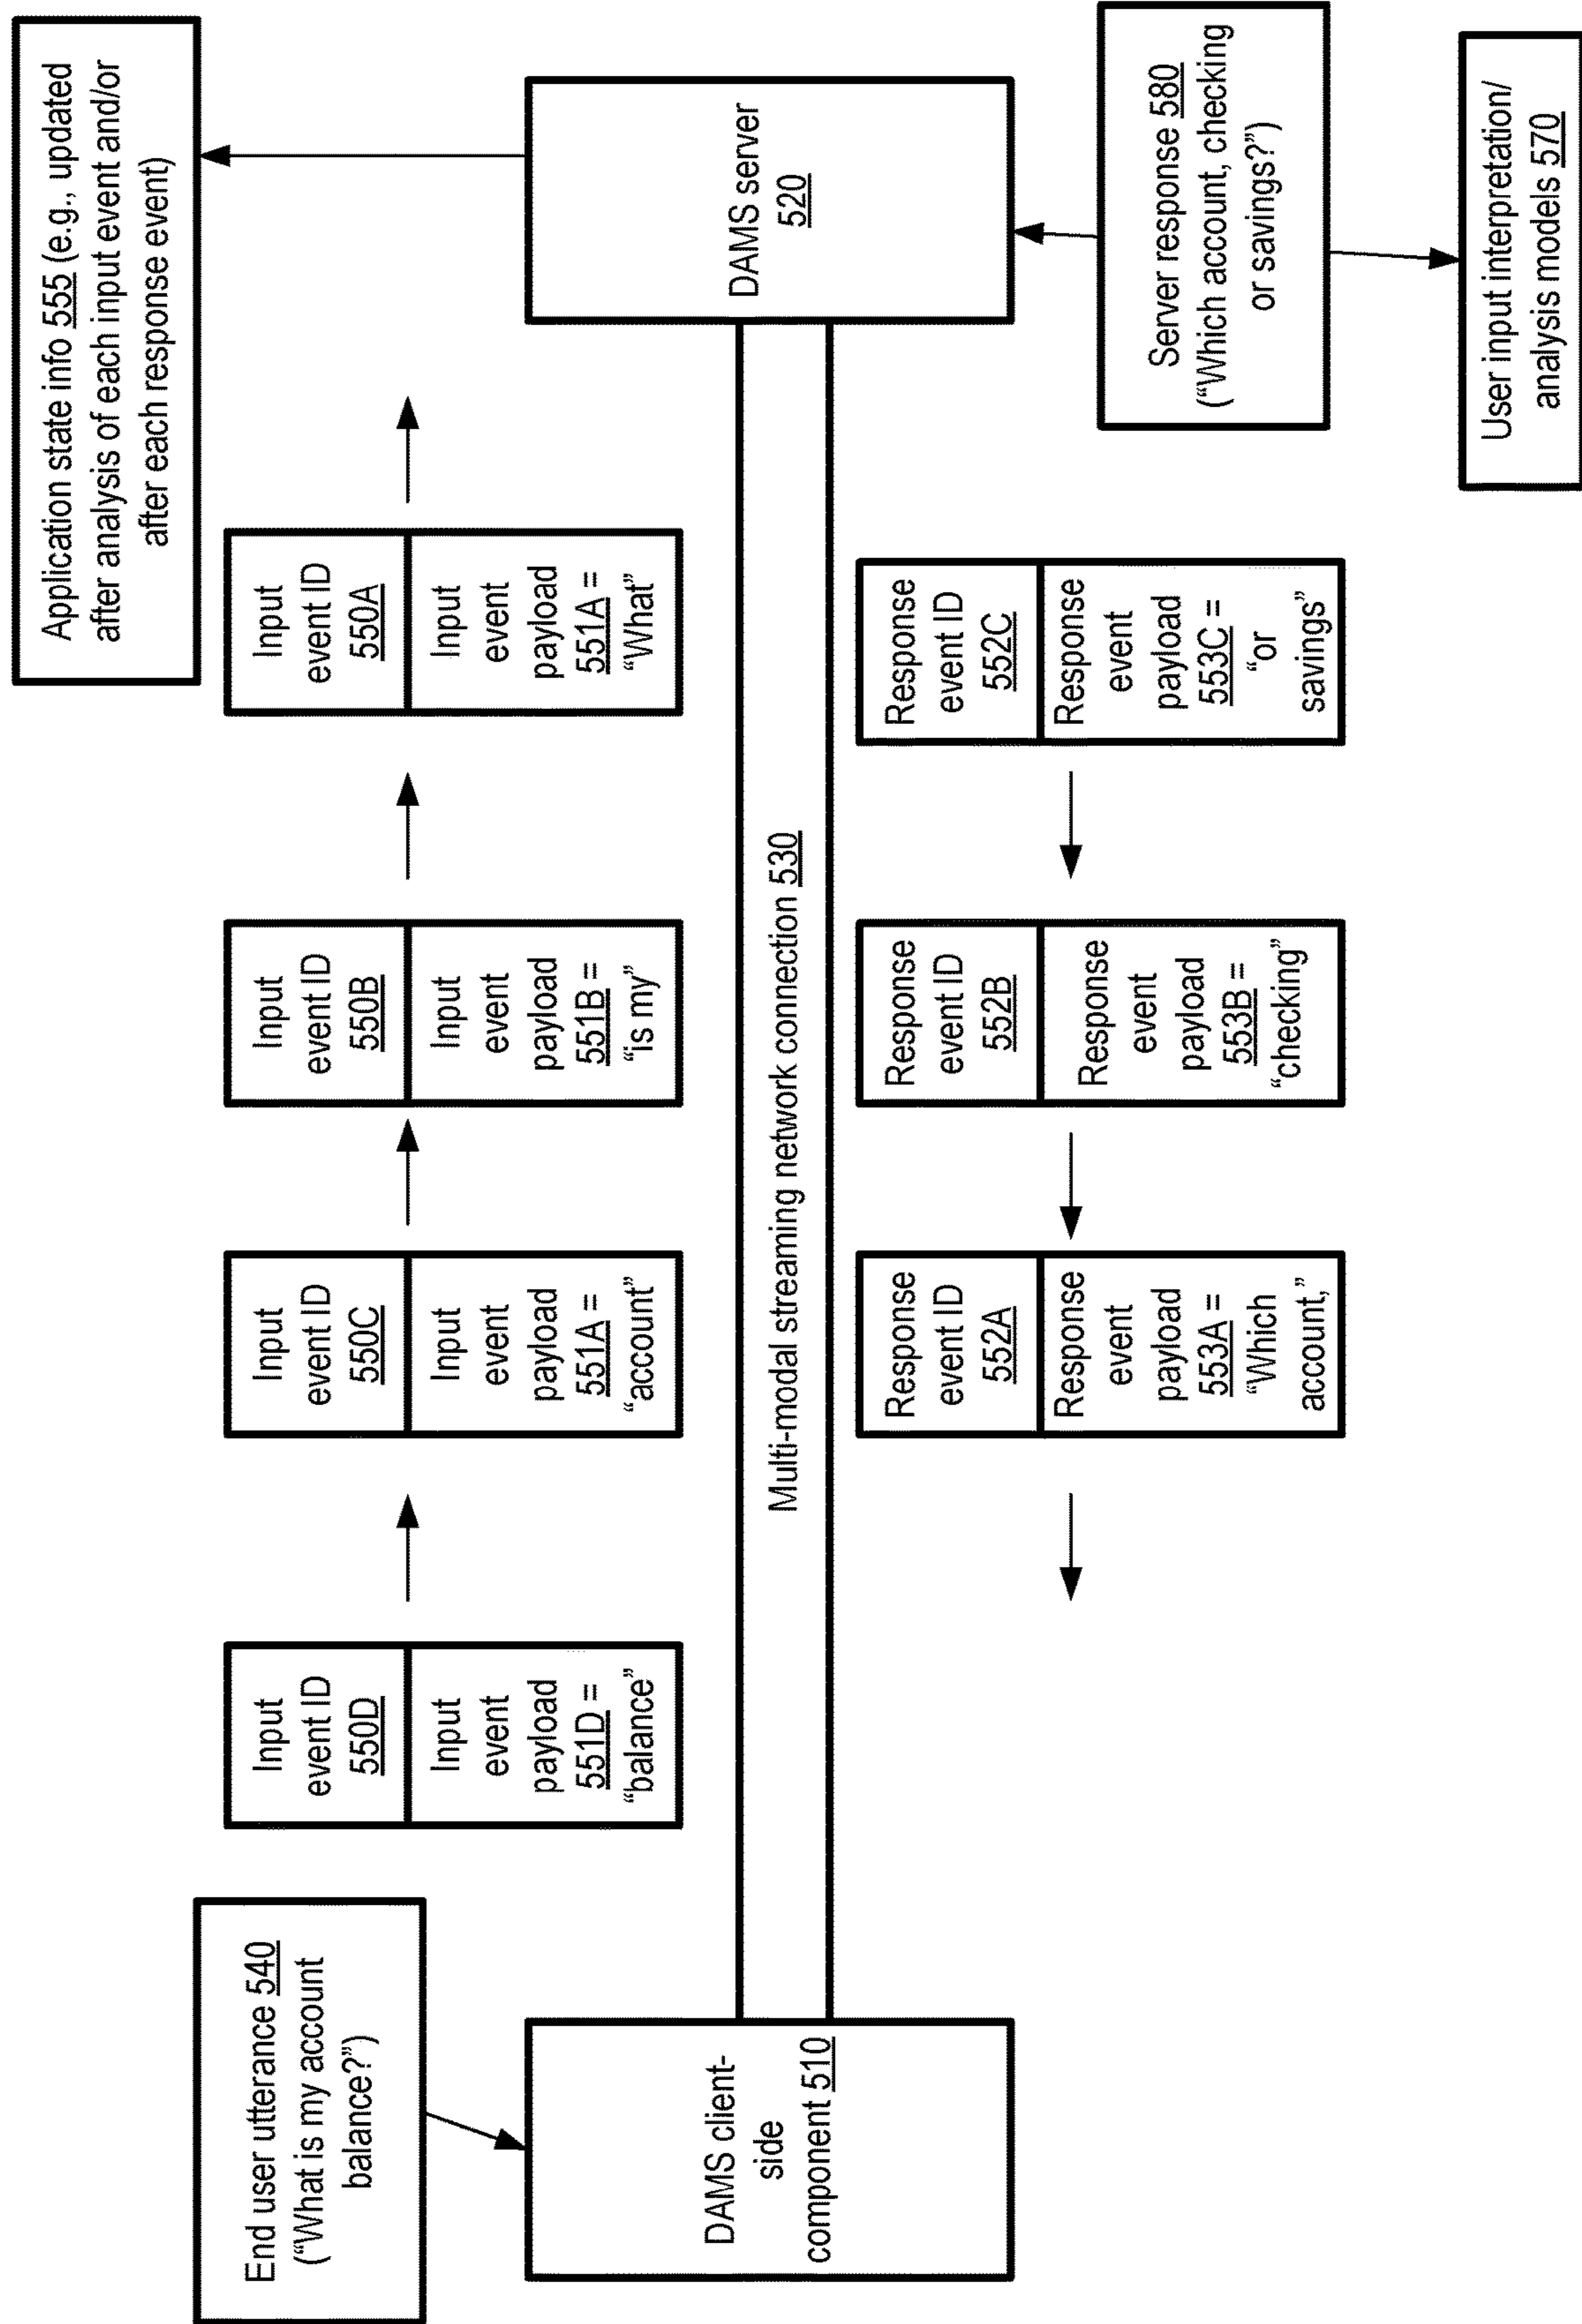 Application state info 555 (e.g., updated
after analysis of each input event and/or
after each response event)
End user utterance 540
(“What is my account
balance?”)
Input
event ID
550D
Input
event
payload
551D =
“balance”
Input
event ID
550C
Input
event
payload
551A =
“account”
Input
event ID
550B
Input
event
payload
551B =
“is my”
Input
event ID
550A
Input
event
payload
551A =
“What”
DAMS client-
side
component 510
Multi-modal streaming network connection 530
DAMS server
520
Response
event ID
552A
Response
event
payload
553A =
“Which
account,”
Response
event ID
552B
Response
event
payload
553B =
“checking”
Response
event ID
552C
Response
event
payload
553C =
“or
savings”
Server response 580
(“Which account, checking
or savings?”)
User input interpretation/
analysis models 570